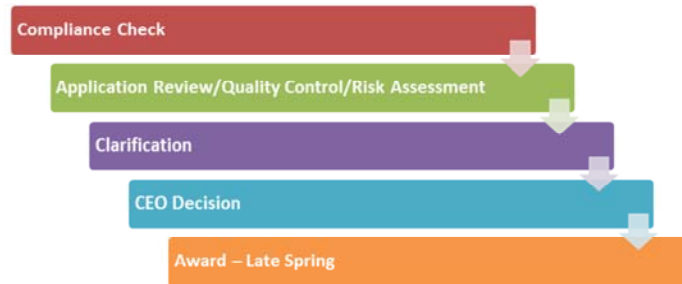 Compliance Check
Application Review/Quality Control/Risk Assessment
Clarification
CEO Decision
Award – Late Spring